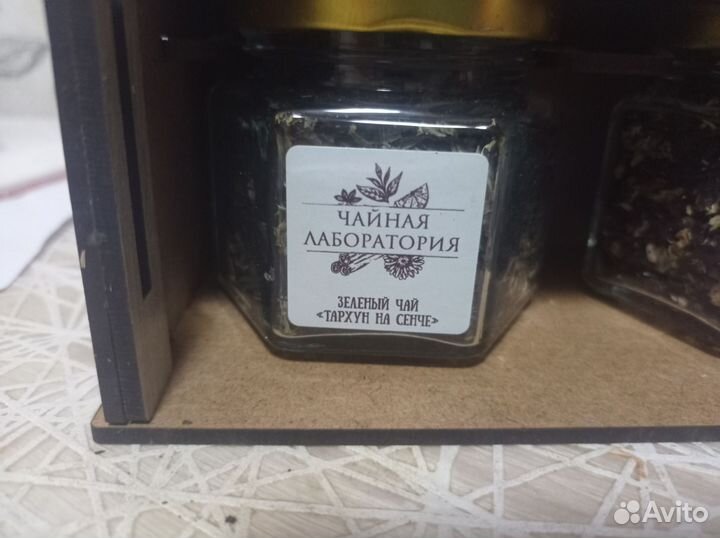 ЧАЙНАЯ
ЛАБОРАТОРИЯ
ЗЕЛЕНЫЙ ЧАЙ
«ТАРХУН НА СЕНЧЕ»
Avito